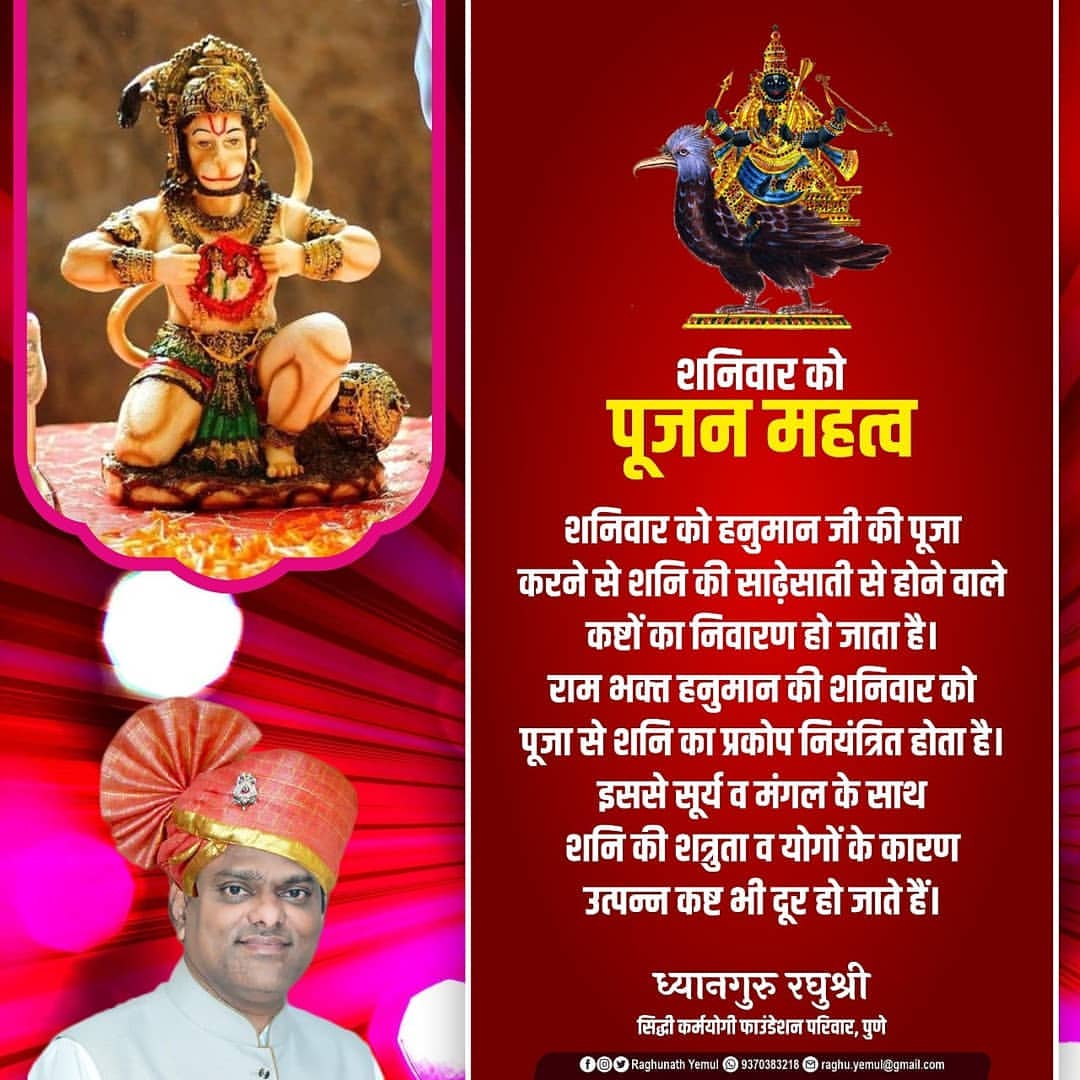 शनिवार को
पूजन महत्व
शनिवार को हनुमान जी की पूजा
करने से शनि की साढ़ेसाती से होने वाले
कष्टों का निवारण हो जाता है।
राम भक्त हनुमान की शनिवार को
पूजा से शनि का प्रकोप नियंत्रित होता है।
इससे सूर्य व मंगल के साथ
शनि की शत्रुता व योगों के कारण
उत्पन्न कष्ट भी दूर हो जाते हैं।
ध्यानगुरु रघुश्री
सिद्धी कर्मयोगी फाउंडेशन परिवार, पुणे
Raghunath Yemul 9370383218 raghu.yemul@gmail.com